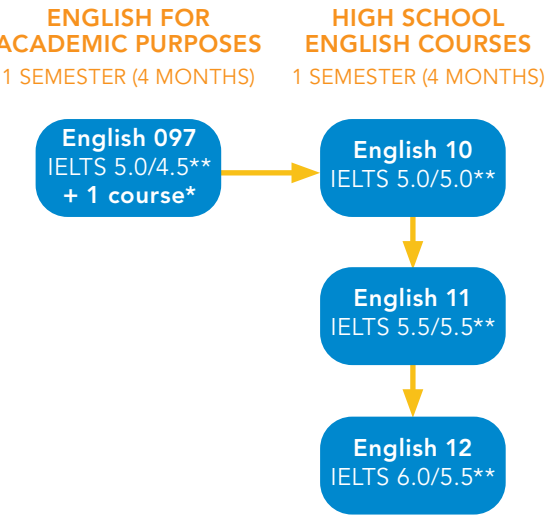 ENGLISH FOR
ACADEMIC PURPOSES
1 SEMESTER (4 MONTHS)
HIGH SCHOOL
ENGLISH COURSES
1 SEMESTER (4 MONTHS)
English 097
IELTS 5.0/4.5**
+ 1 course*
English 10
IELTS 5.0/5.0**
English 11
IELTS 5.5/5.5**
English 12
IELTS 6.0/5.5**